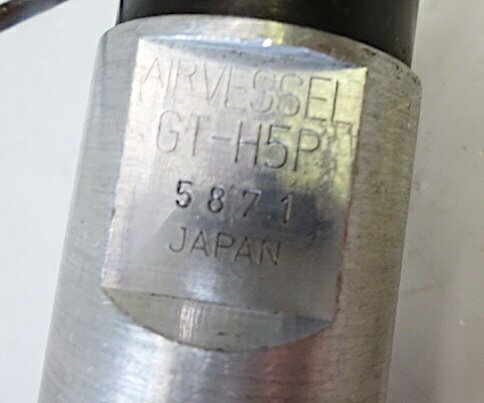 AIRVESSEL
GT-H5P
5871
JAPAN